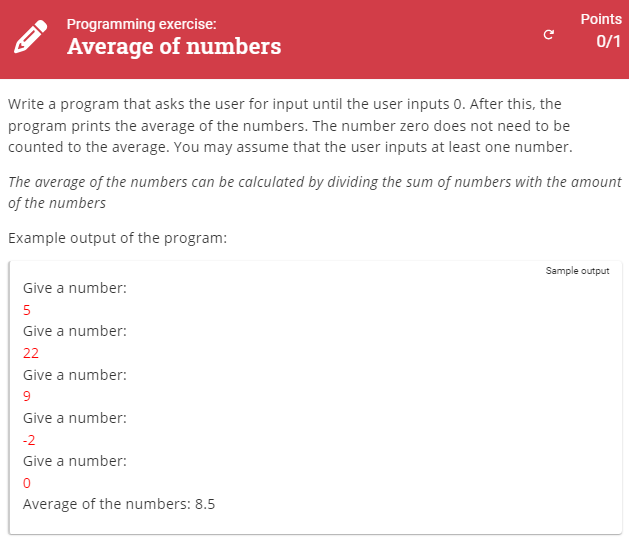 Programming exercise:
Average of numbers
Points
0/1
Write a program that asks the user for input until the user inputs 0. After this, the
program prints the average of the numbers. The number zero does not need to be
counted to the average. You may assume that the user inputs at least one number.
The average of the numbers can be calculated by dividing the sum of numbers with the amount
of the numbers
Example output of the program:
Sample output
Give a number:
5
Give a number:
22
Give a number:
9
Give a number:
-2
Give a number:
0
Average of the numbers: 8.5